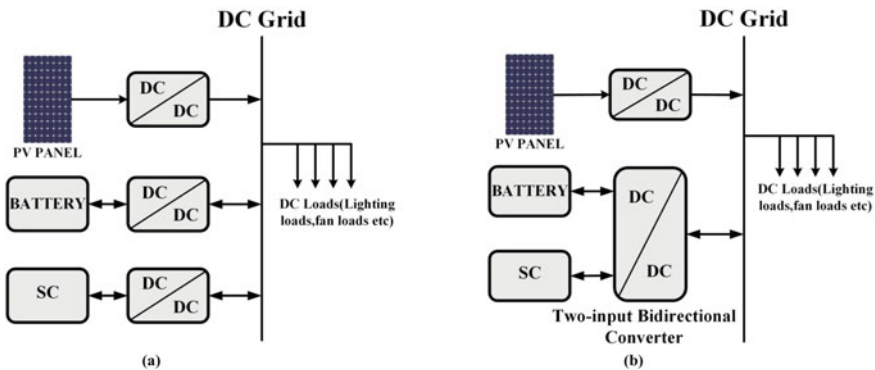 DC Grid
DC
DC
PV PANEL
BATTERY
DC
DC
DC Loads(Lighting
loads,fan loads etc)
SC
DC
DC
(a)
DC Grid
DC
DC
PV PANEL
BATTERY
DC
DC Loads(Lighting
loads,fan loads etc)
SC
DC
Two-input Bidirectional
Converter
(b)